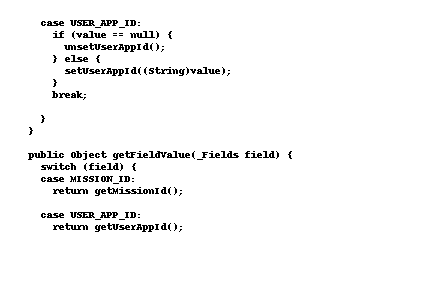 case USER_APP_ID:
if (value == null) {
unsetUserAppId();
} else {
setUserAppId((String)value);
}
break;
}
}
public Object getFieldValue(_Fields field) {
switch (field) {
case MISSION_ID:
return getMissionId();
case USER_APP_ID:
return getUserAppId();